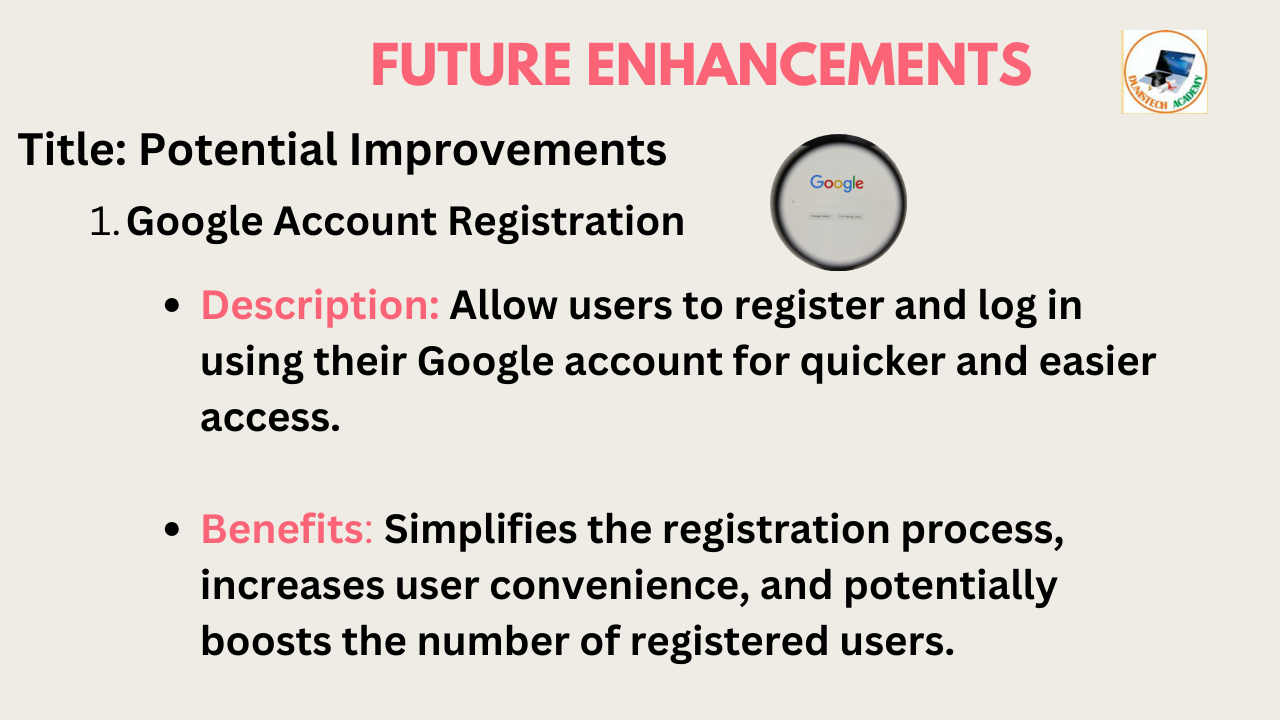 FUTURE ENHANCEMENTS
DUMSTECH ACADEMY
Title: Potential Improvements
Google
1. Google Account Registration
Description: Allow users to register and log in
using their Google account for quicker and easier
access.
Benefits: Simplifies the registration process,
increases user convenience, and potentially
boosts the number of registered users.